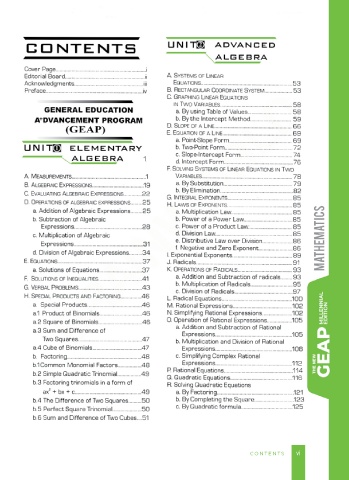 CONTENTS
Cover Page.....i
Editorial Board.....ii
Acknowledgments.....iii
Preface.....iv
GENERAL EDUCATION
A'DVANCEMENT PROGRAM
(GEAP)
UNIT ELEMENTARY
ALGEBRA 1
A. MEASUREMENTS.....1
B. ALGEBRAIC EXPRESSIONS.....19
C. EVALUATING ALGEBRAIC EXPRESSIONS.....22
D. OPERATIONS OF ALGEBRAIC EXPRESSIONS.....25
a. Addition of Algebraic Expressions.....25
b. Subtraction of Algebraic
Expressions.....28
c. Multiplication of Algebraic
Expressions.....31
d. Division of Algebraic Expressions.....34
E. EQUATIONS.....37
a. Solutions of Equations.....37
F. SOLUTIONS OF INEQUALITIES.....41
G. VERBAL PROBLEMS.....43
H. SPECIAL PRODUCTS AND FACTORING.....46
a. Special Products.....46
a.1 Product of Binomials.....46
a.2 Square of Binomials.....46
a.3 Sum and Difference of
Two Squares.....47
a.4 Cube of Binomials.....47
b. Factoring.....48
b.1 Common Monomial Factors.....48
b.2 Simple Quadratic Trinomial.....49
b.3 Factoring trinomials in a form of
ax² + bx + c.....49
b.4 The Difference of Two Squares.....50
b.5 Perfect Square Trinomial.....50
b.6 Sum and Difference of Two Cubes.....51
UNIT ADVANCED
ALGEBRA
A. SYSTEMS OF LINEAR
EQUATIONS.....53
B. RECTANGULAR COORDINATE SYSTEM.....53
C. GRAPHING LINEAR EQUATIONS
IN TWO VARIABLES.....58
a. By using Table of Values.....58
b. By the Intercept Method.....59
D. SLOPE OF A LINE.....66
E. EQUATION OF A LINE.....69
a. Point-Slope Form.....69
b. Two-Point Form.....72
c. Slope-Intercept Form.....74
d. Intercept Form.....76
F. SOLVING SYSTEMS OF LINEAR EQUATIONS IN TWO
VARIABLES.....78
a. By Substitution.....79
b. By Elimination.....82
G. INTEGRAL EXPONENTS.....85
H. LAWS OF EXPONENTS.....85
a. Multiplication Law.....85
b. Power of a Power Law.....85
c. Power of a Product Law.....85
d. Division Law.....85
e. Distributive Law over Division.....86
f. Negative and Zero Exponents.....86
I. Exponential Expressions.....89
J. Radicals.....91
K. OPERATIONS OF RADICALS.....93
a. Addition and Subtraction of radicals.....93
b. Multiplication of Radicals.....95
c. Division of Radicals.....97
L. Radical Equations.....100
M. Rational Expressions.....102
N. Simplifying Rational Expressions.....102
O. Operation of Rational Expressions.....105
a. Addition and Subtraction of Rational
Expressions.....105
b. Multiplication and Division of Rational
Expressions.....108
c. Simplifying Complex Rational
Expressions.....112
P. Rational Equations.....114
Q. Quadratic Equations.....116
R. Solving Quadratic Equations
a. By Factoring.....121
b. By Completing the Square.....123
c. By Quadratic formula.....125
MATHEMATICS
THE NEW
GEAP
MILLENNIAL
EDITION
CONTENTS vi